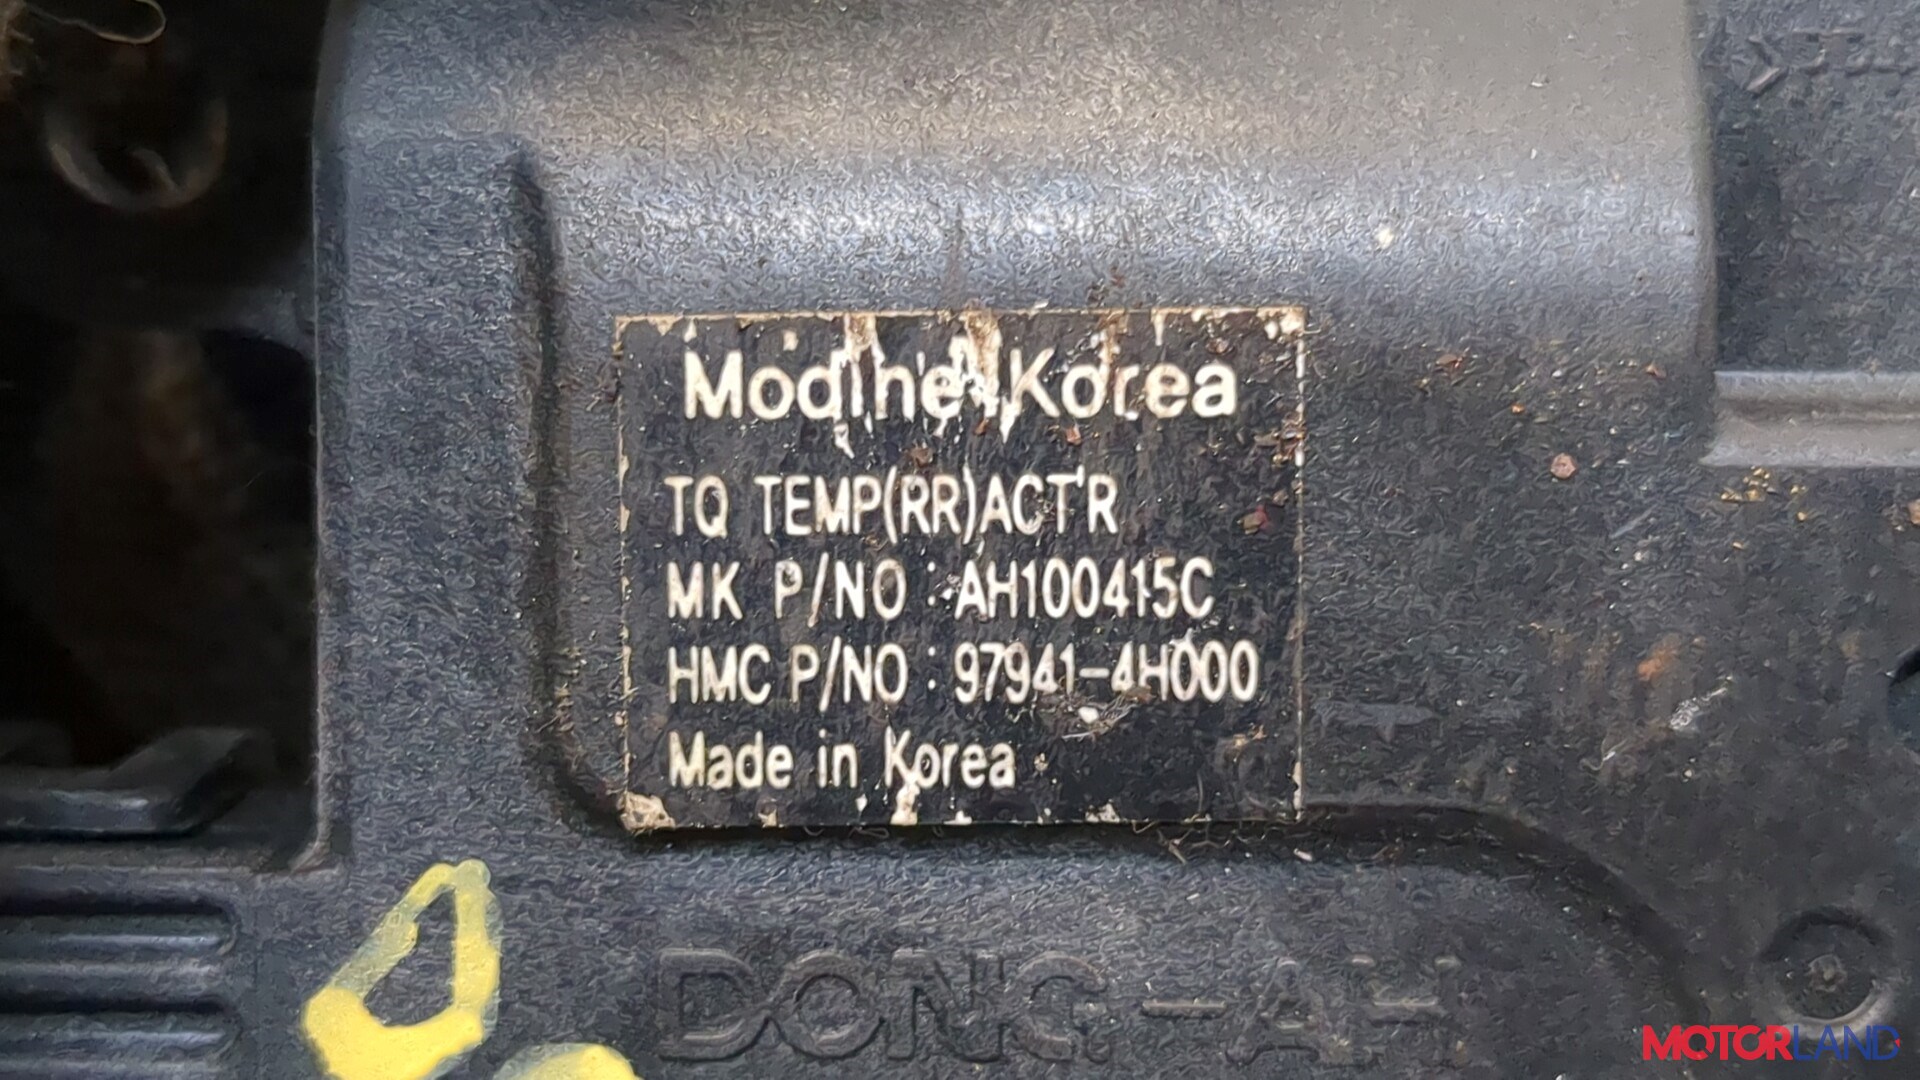 Modine Korea
TQ TEMP(RR)ACT'R
MK P/NO : AH100415C
HMC P/NO : 97941-4H000
Made in Korea
DONG-AH
MOTORLAND